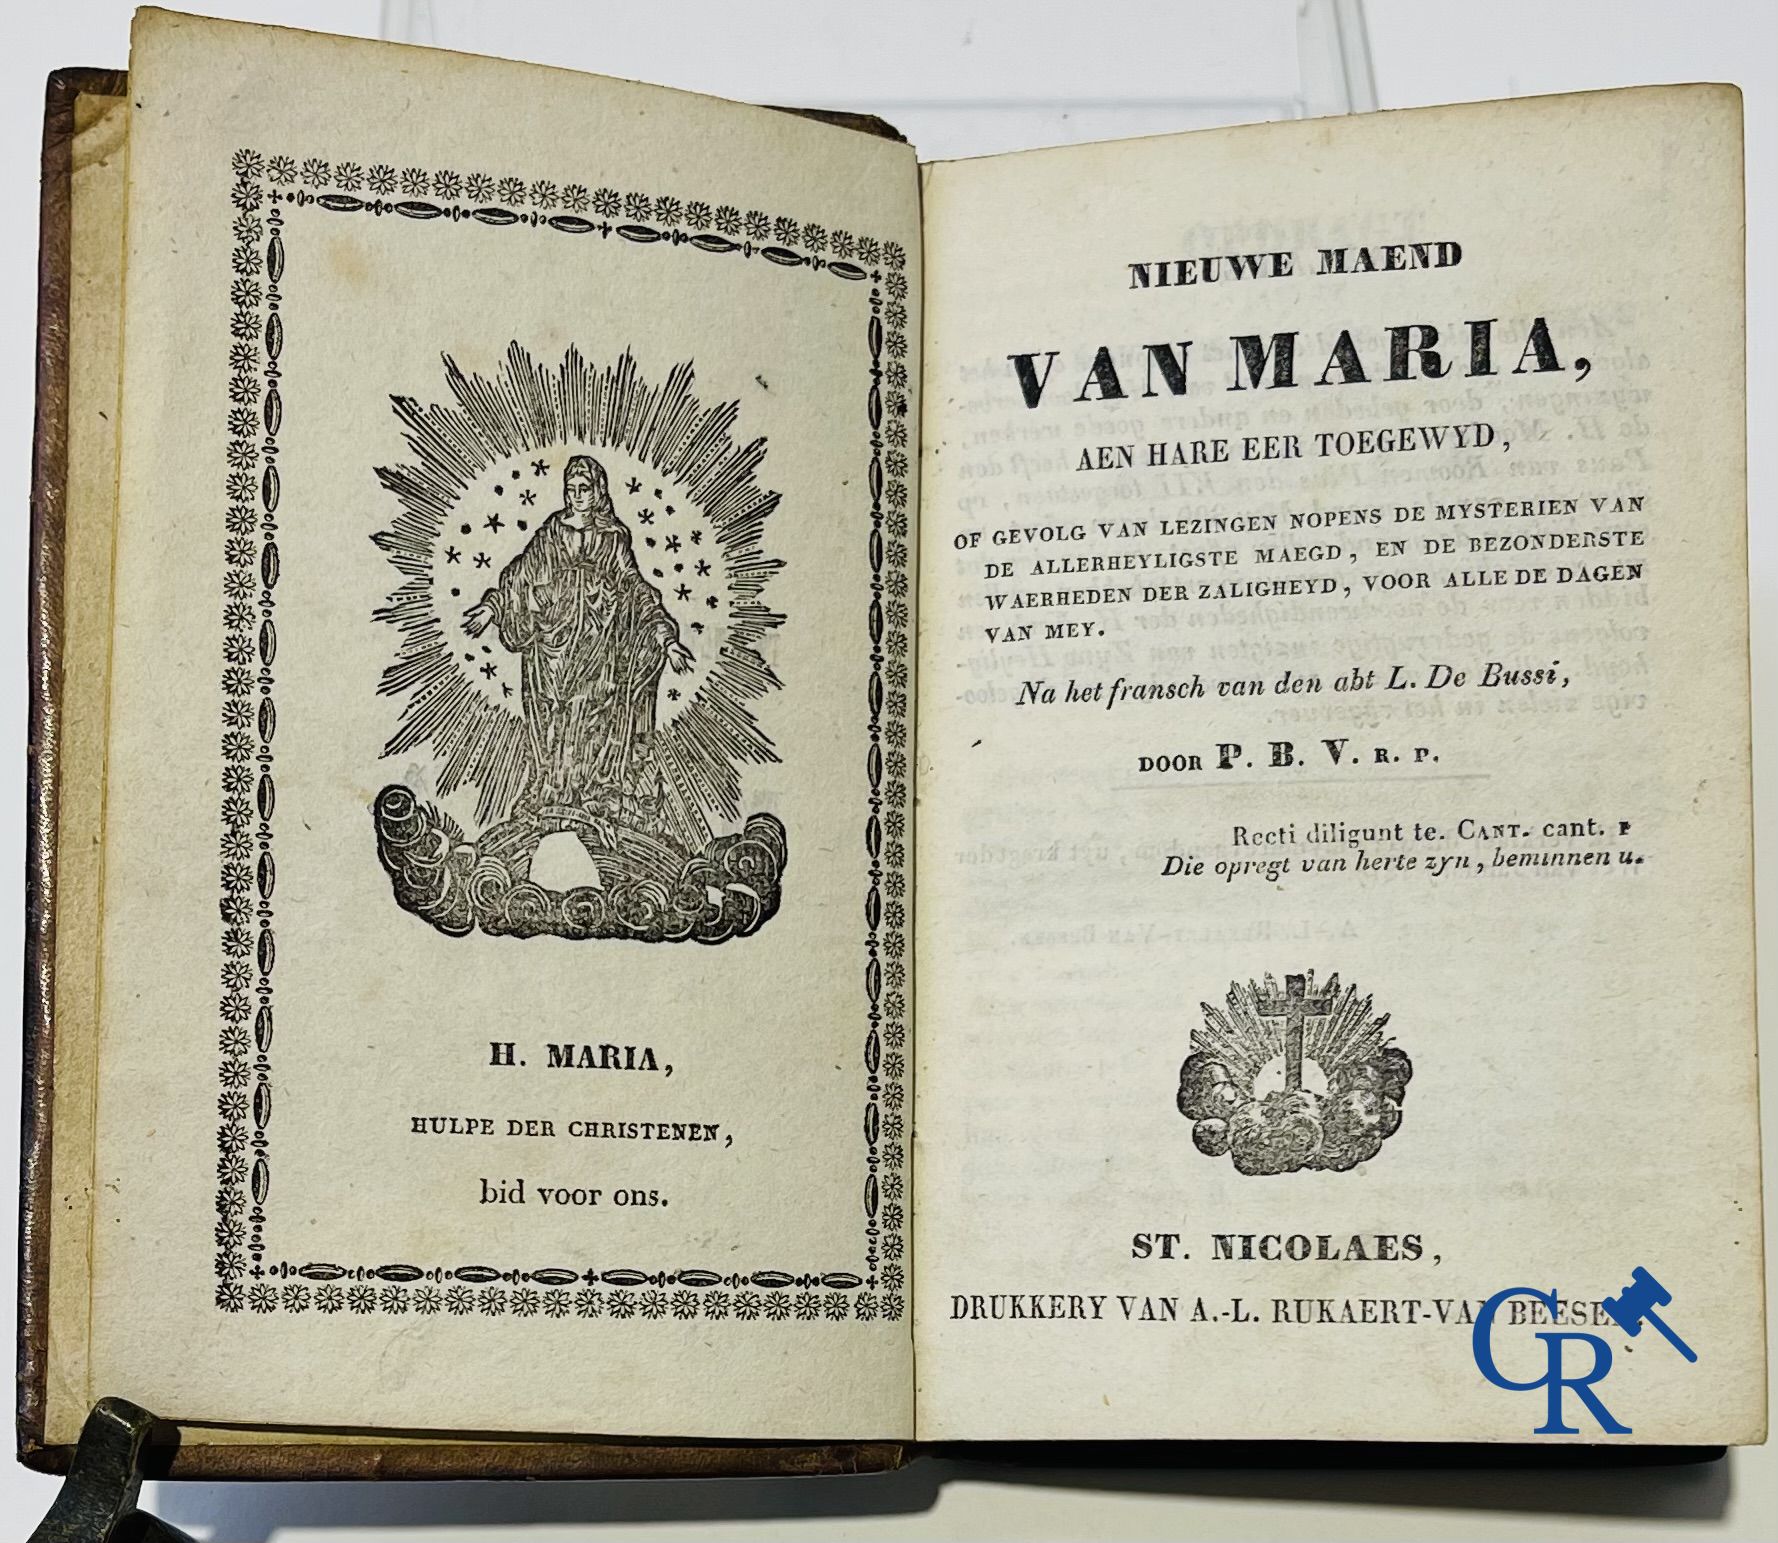 H. MARIA,
HULPE DER CHRISTENEN,
bid voor ons.
NIEUWE MAEND
VAN MARIA,
AEN HARE EER TOEGEWYD,
OF GEVOLG VAN LEZINGEN NOPENS DE MYSTERIEN VAN
DE ALLERHEYLIGSTE MAEGD, EN DE BEZONDERSTE
WAERHEDEN DER ZALIGHEYD, VOOR ALLE DE DAGEN
VAN MEY.
Na het fransch van den abt L. De Bussi,
DOOR P. B. V. R. P.
Recti diligunt te. CANT. cant. 1
Die opregt van herte zyn, beminnen u.
ST. NICOLAES,
DRUKKERY VAN A.-L. RUKAERT-VAN BEESEN.
CR